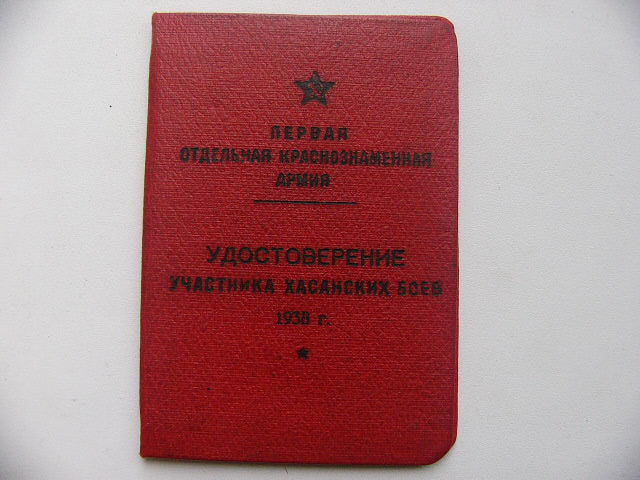 ПЕРВАЯ
ОТДЕЛЬНАЯ КРАСНОЗНАМЕННАЯ
АРМИЯ
УДОСТОВЕРЕНИЕ
УЧАСТНИКА ХАСАНСКИХ БОЕВ
1938 г.